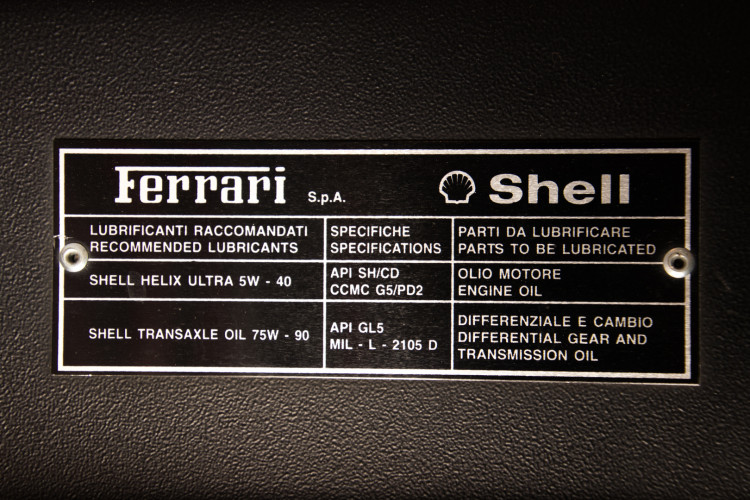 Ferrari S.p.A.
Shell
LUBRIFICANTI RACCOMANDATI
RECOMMENDED LUBRICANTS
SPECIFICHE
SPECIFICATIONS
PARTI DA LUBRIFICARE
PARTS TO BE LUBRICATED
SHELL HELIX ULTRA 5W - 40
API SH/CD
CCMC G5/PD2
OLIO MOTORE
ENGINE OIL
SHELL TRANSAXLE OIL 75W - 90
API GL5
MIL - L - 2105 D
DIFFERENZIALE E CAMBIO
DIFFERENTIAL GEAR AND
TRANSMISSION OIL